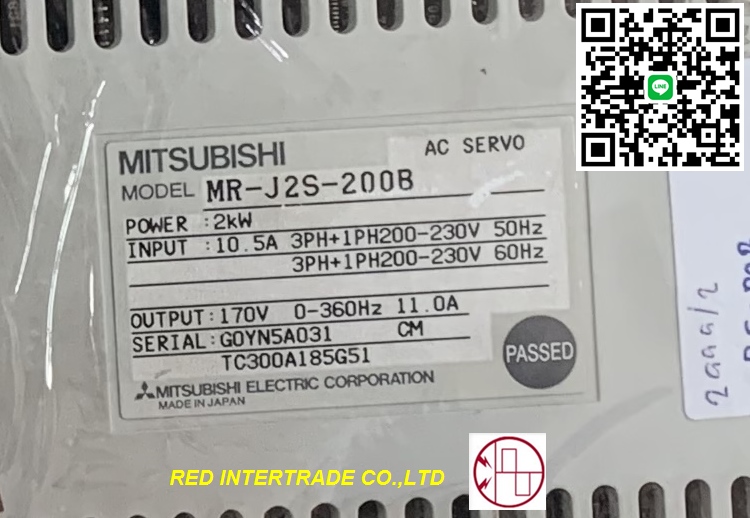 LINE
MITSUBISHI
AC SERVO
MODEL MR-J2S-200B
POWER :2kW
INPUT :10.5A 3PH+1PH200-230V 50Hz
3PH+1PH200-230V 60Hz
OUTPUT:170V 0-360Hz 11.0A
SERIAL:G0YN5A031 CM
TC300A185G51
PASSED
MITSUBISHI ELECTRIC CORPORATION
MADE IN JAPAN
RED INTERTRADE CO.,LTD